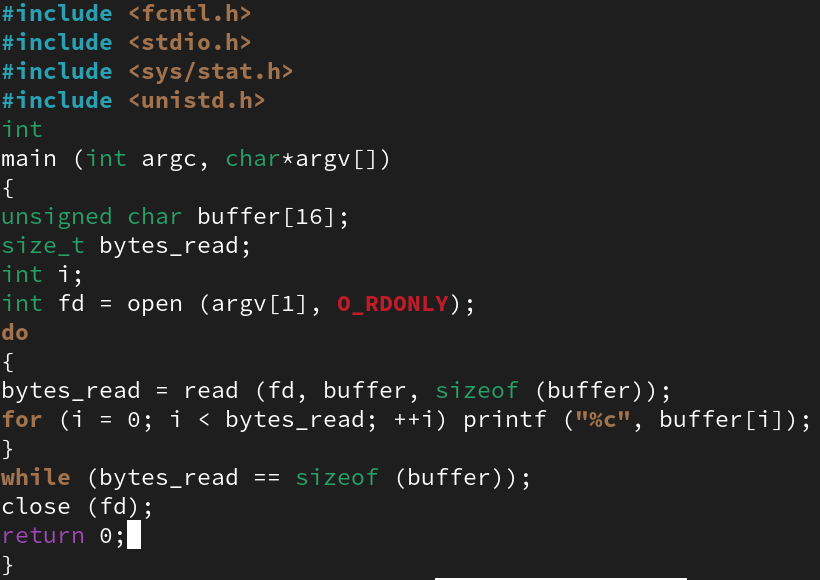 #include <fcntl.h>
#include <stdio.h>
#include <sys/stat.h>
#include <unistd.h>
int
main (int argc, char*argv[])
{
unsigned char buffer[16];
size_t bytes_read;
int i;
int fd = open (argv[1], O_RDONLY);
do
{
bytes_read = read (fd, buffer, sizeof (buffer));
for (i = 0; i < bytes_read; ++i) printf ("%c", buffer[i]);
}
while (bytes_read == sizeof (buffer));
close (fd);
return 0;
}